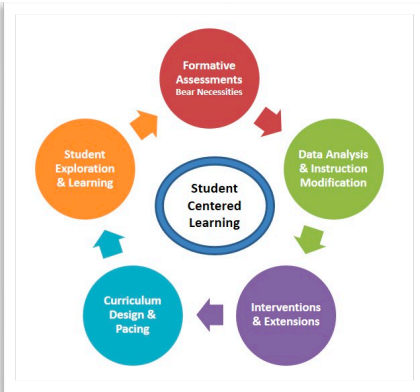 Formative
Assessments
Bear Necessities
Data Analysis
& Instruction
Modification
Interventions
& Extensions
Curriculum
Design &
Pacing
Student
Exploration
& Learning
Student
Centered
Learning